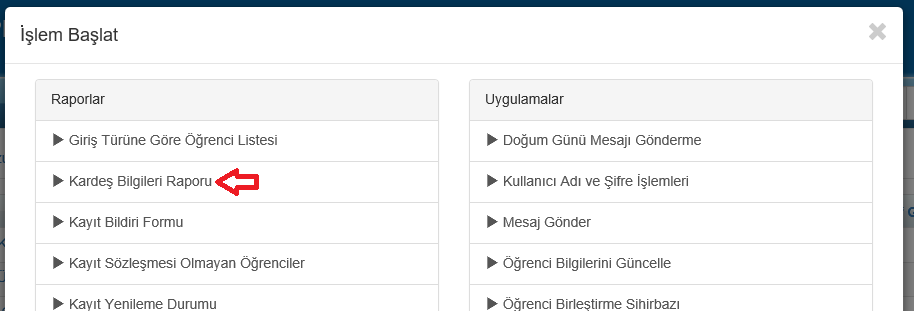 İşlem Başlat
Raporlar
Giriş Türüne Göre Öğrenci Listesi
Kardeş Bilgileri Raporu
Kayıt Bildiri Formu
Kayıt Sözleşmesi Olmayan Öğrenciler
Kayıt Yenileme Durumu
Uygulamalar
Doğum Günü Mesajı Gönderme
Kullanıcı Adı ve Şifre İşlemleri
Mesaj Gönder
Öğrenci Bilgilerini Güncelle
Öğrenci Birleştirme Sihirbazı